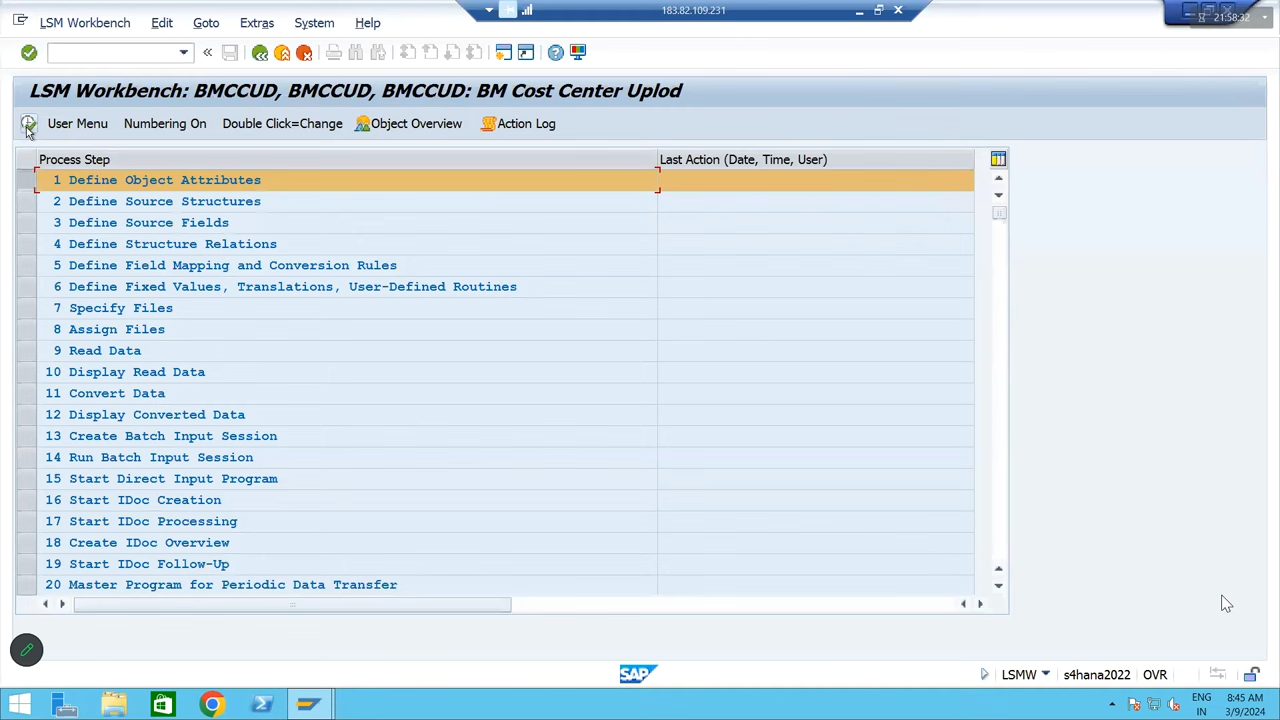 LSM Workbench Edit Goto Extras System Help
183.82.109.231
21:58:32
LSM Workbench: BMCCUD, BMCCUD, BMCCUD: BM Cost Center Uplod
User Menu Numbering On Double Click=Change Object Overview Action Log
Process Step Last Action (Date, Time, User)
1 Define Object Attributes
2 Define Source Structures
3 Define Source Fields
4 Define Structure Relations
5 Define Field Mapping and Conversion Rules
6 Define Fixed Values, Translations, User-Defined Routines
7 Specify Files
8 Assign Files
9 Read Data
10 Display Read Data
11 Convert Data
12 Display Converted Data
13 Create Batch Input Session
14 Run Batch Input Session
15 Start Direct Input Program
16 Start IDoc Creation
17 Start IDoc Processing
18 Create IDoc Overview
19 Start IDoc Follow-Up
20 Master Program for Periodic Data Transfer
SAP LSMW s4hana2022 OVR
ENG 8:45 AM
IN 3/9/2024